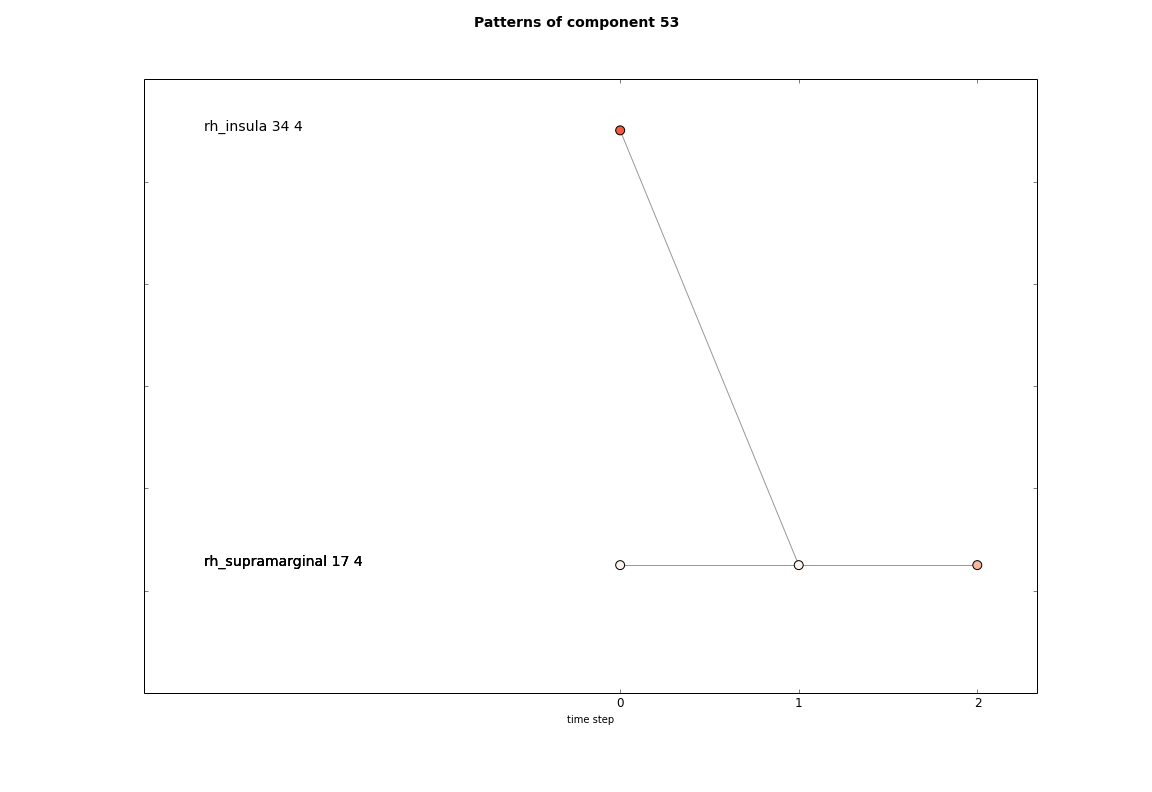 Patterns of component 53
rh_insula 34 4
rh_supramarginal 17 4
0 1 2
time step